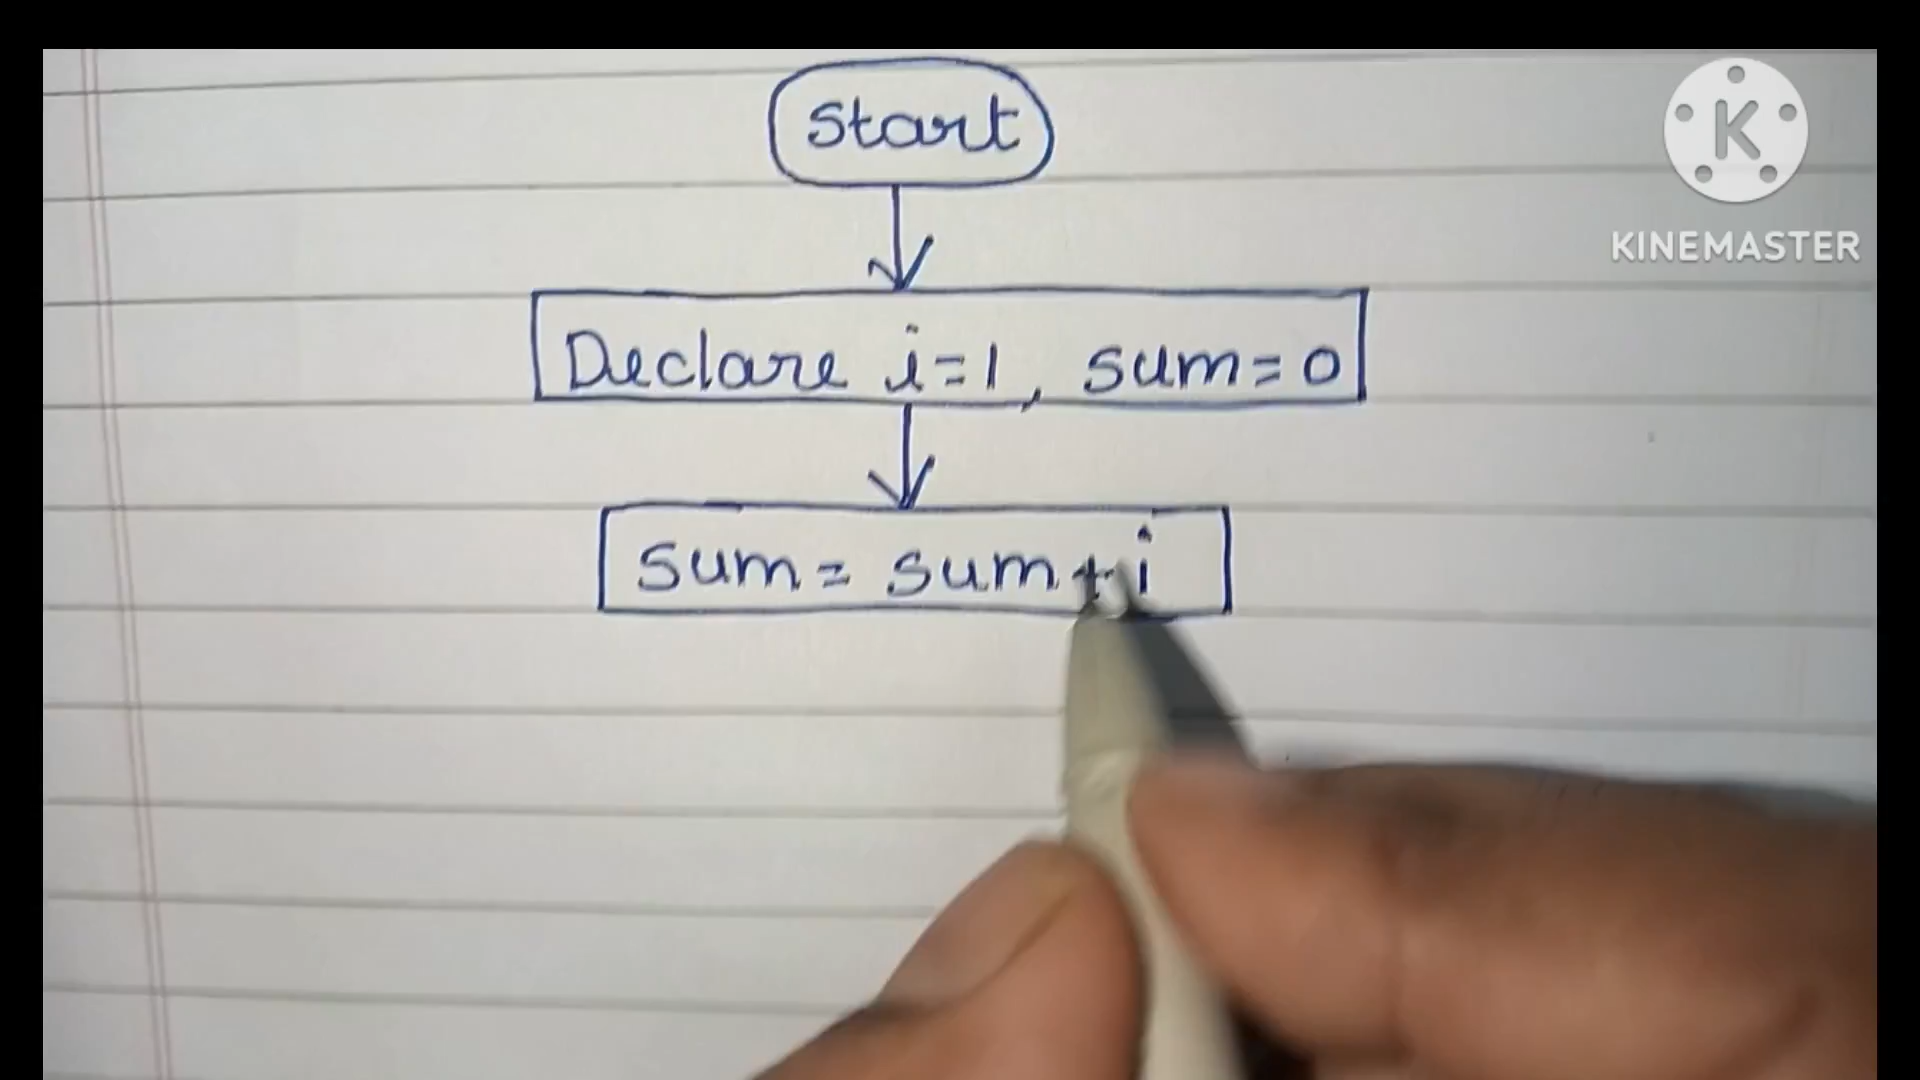 start
Declare i=1, sum=0
sum= sum+i
K
KINEMASTER